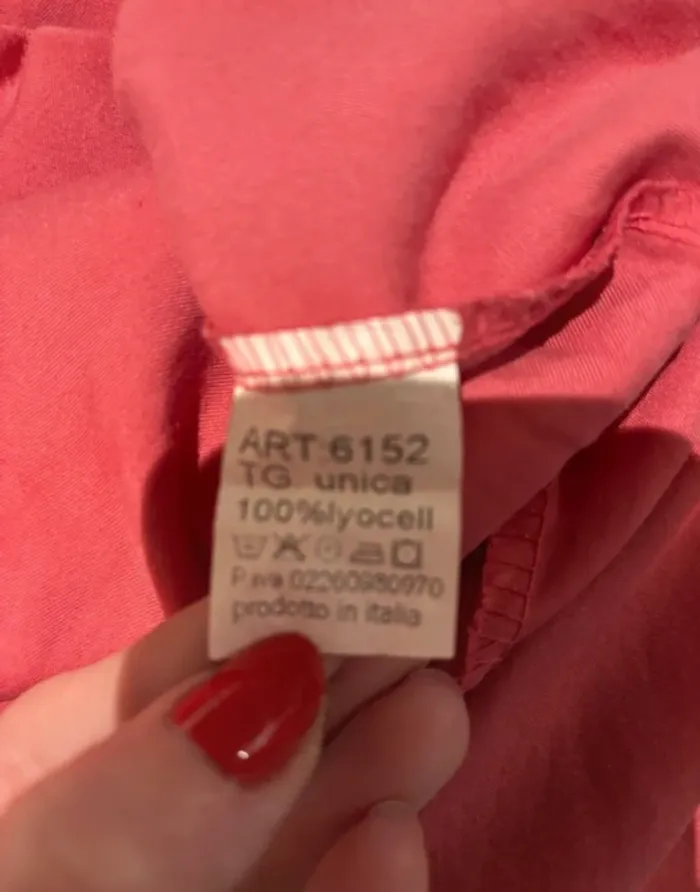 ART 6152
TG. unica
100%lyocell
P.iva 02260980970
prodotto in italia